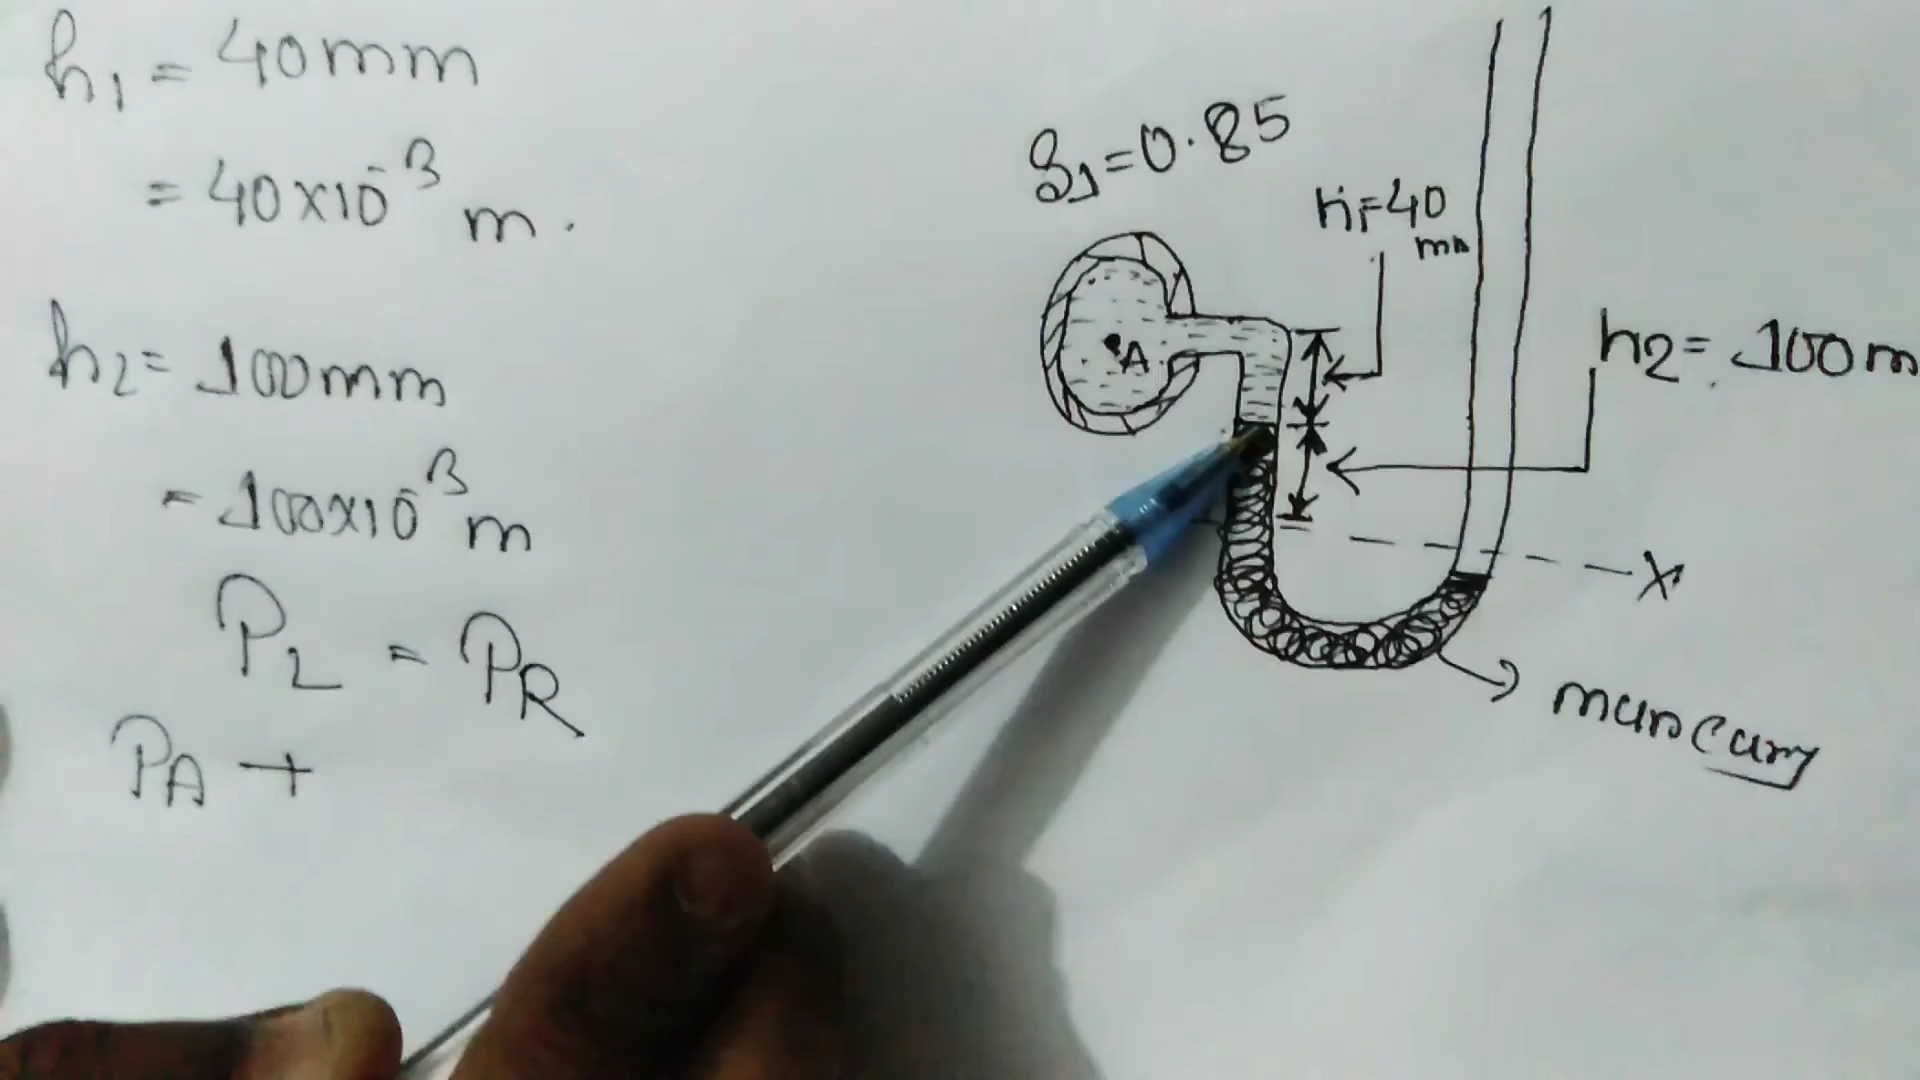 h1 = 40mm
= 40x10-3 m.
h2 = 100mm
= 100x10-3 m
PL = PR
PA +
S1=0.85
h1=40
mm
A
h2= 100m
X
mercury